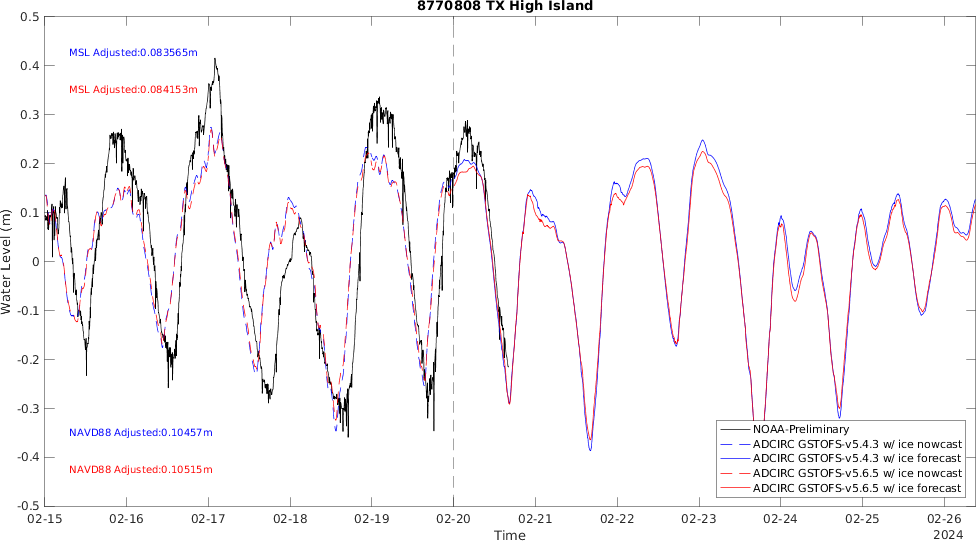 8770808 TX High Island
0.5
0.4
0.3
0.2
0.1
0
-0.1
-0.2
-0.3
-0.4
-0.5
Water Level (m)
MSL Adjusted:0.083565m
MSL Adjusted:0.084153m
NAVD88 Adjusted:0.10457m
NAVD88 Adjusted:0.10515m
NOAA-Preliminary
ADCIRC GSTOFS-v5.4.3 w/ ice nowcast
ADCIRC GSTOFS-v5.4.3 w/ ice forecast
ADCIRC GSTOFS-v5.6.5 w/ ice nowcast
ADCIRC GSTOFS-v5.6.5 w/ ice forecast
02-15 02-16 02-17 02-18 02-19 02-20 02-21 02-22 02-23 02-24 02-25 02-26
Time
2024